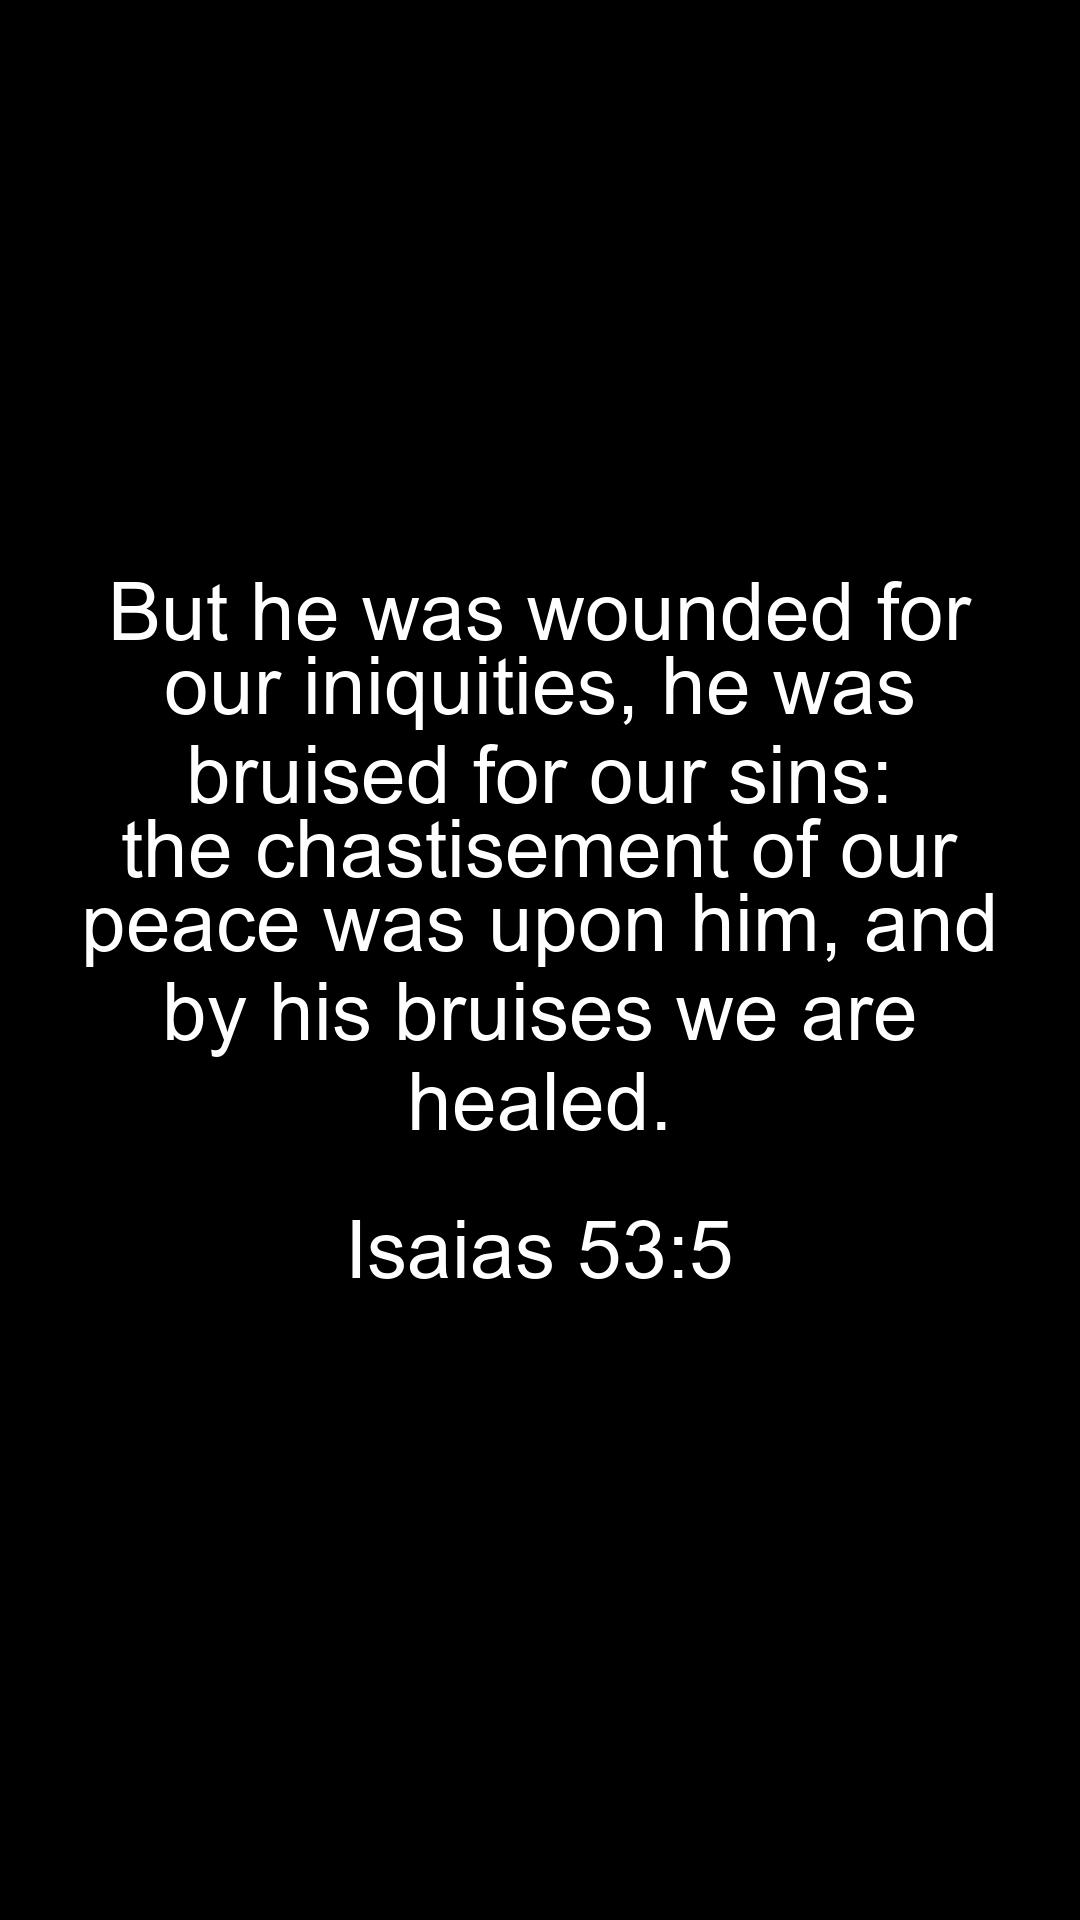 But he was wounded for
our iniquities, he was
bruised for our sins:
the chastisement of our
peace was upon him, and
by his bruises we are
healed.
Isaias 53:5